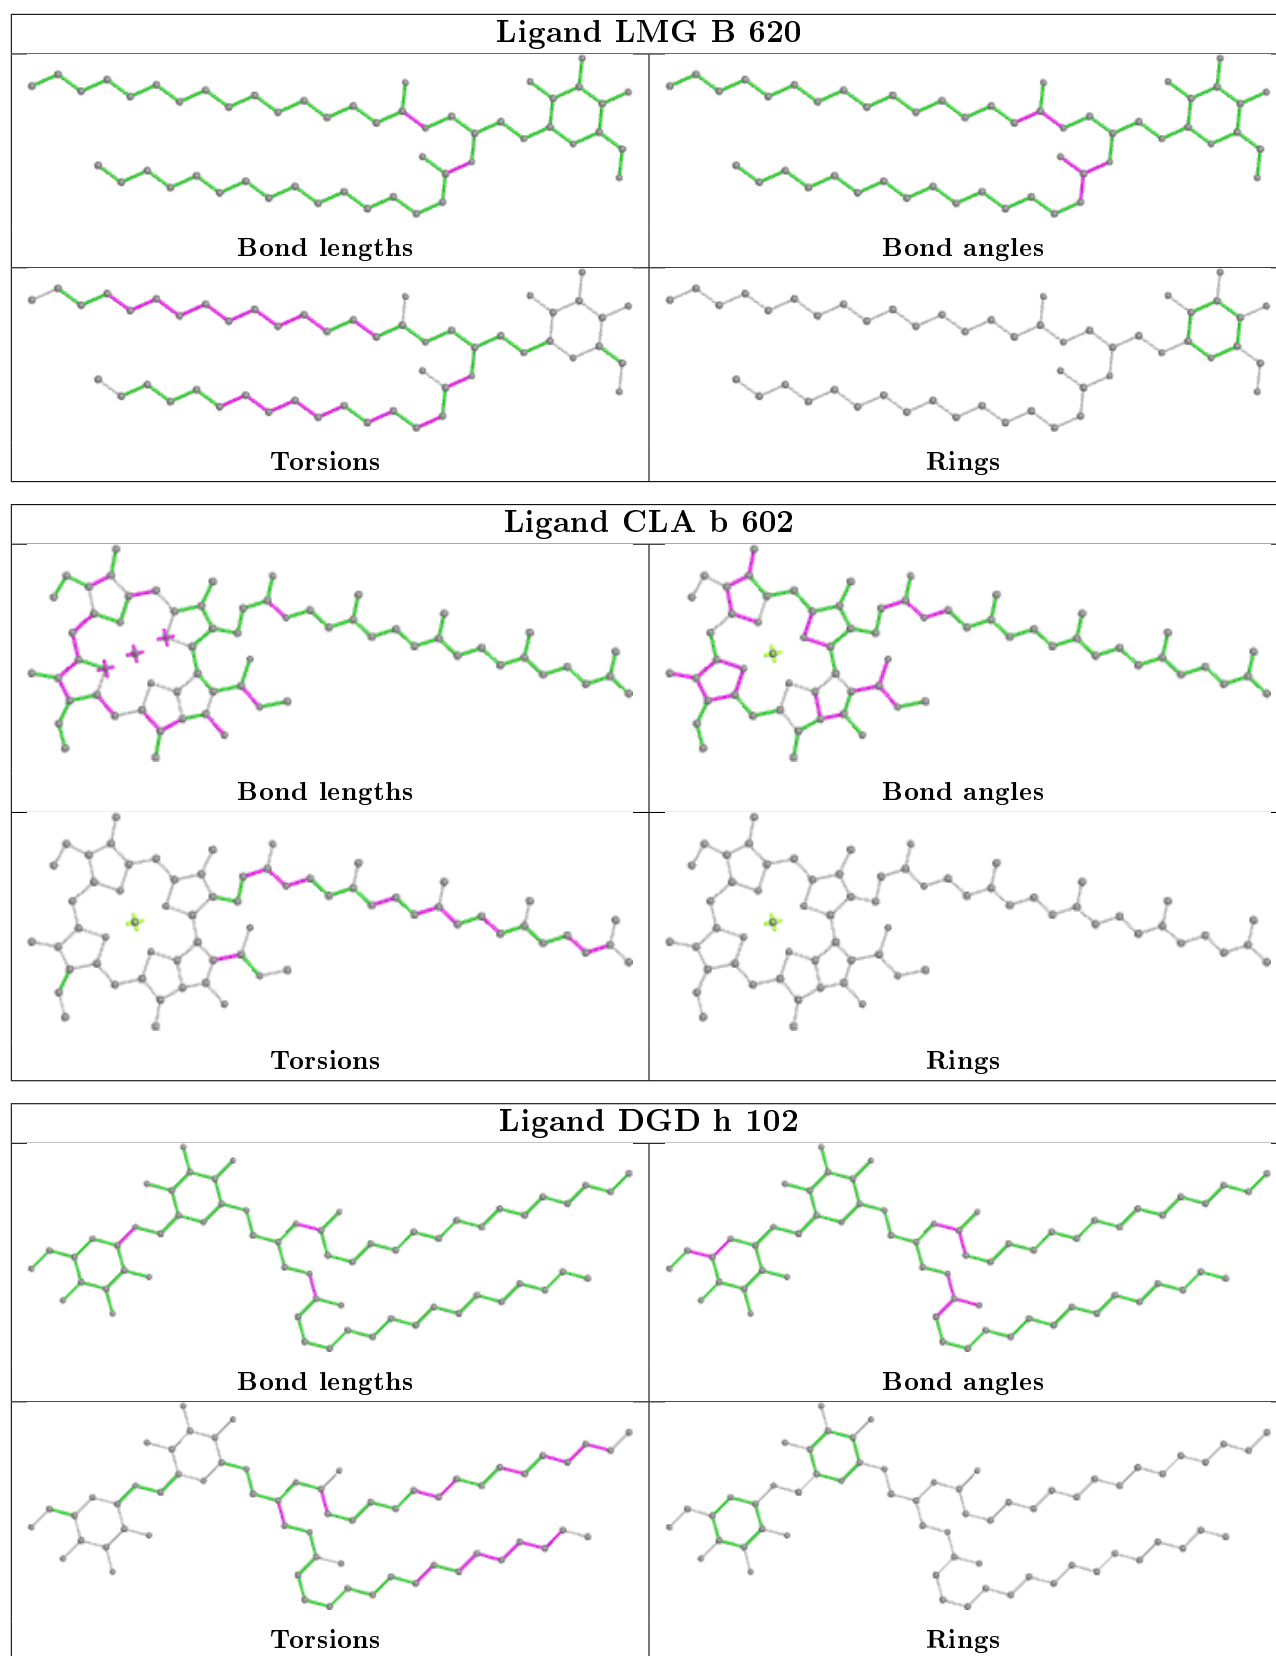 Ligand LMG B 620
Bond lengths
Bond angles
Torsions
Rings
Ligand CLA b 602
Bond lengths
Bond angles
Torsions
Rings
Ligand DGD h 102
Bond lengths
Bond angles
Torsions
Rings